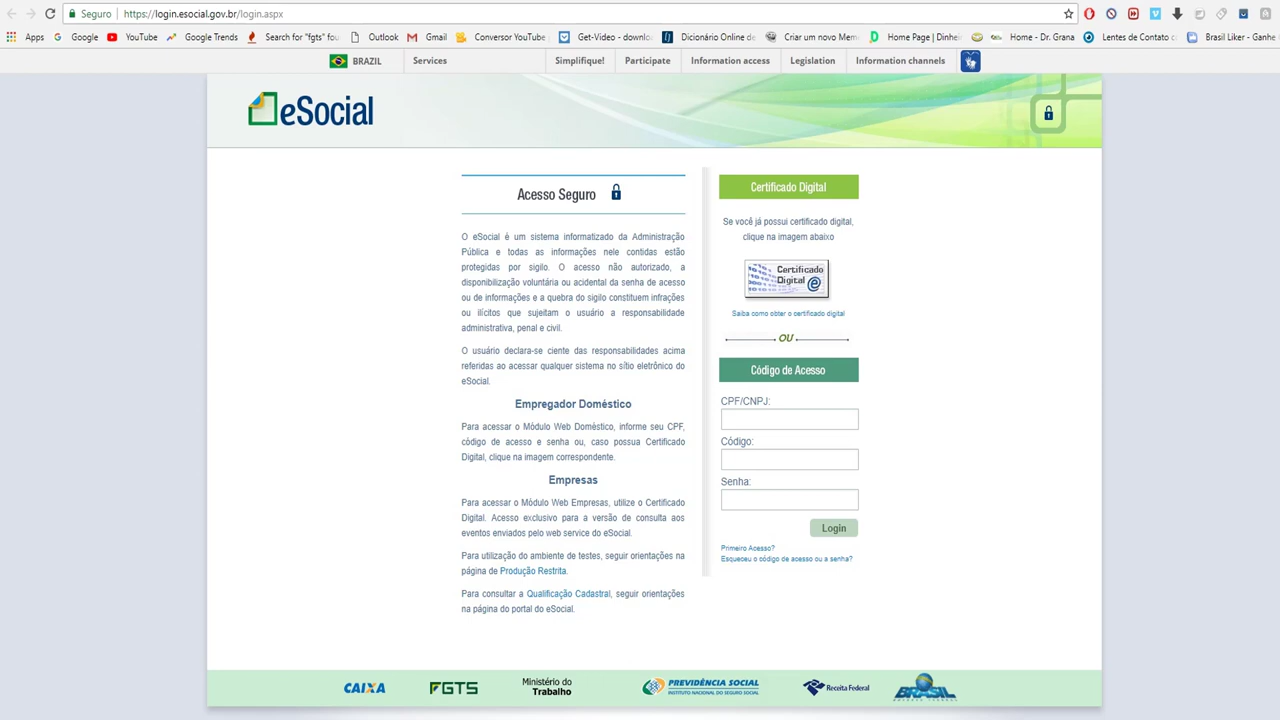 Seguro
https://login.esocial.gov.br/login.aspx
Apps Google YouTube Google Trends Search for "fgts" fou Outlook Gmail Conversor YouTube Get-Video - downlo Dicionário Online de Criar um novo Mem Home Page | Dinhe Home - Dr. Grana Lentes de Contato c Brasil Liker - Ganhe
BRAZIL Services Simplifique! Participate Information access Legislation Information channels
eSocial
Acesso Seguro
O eSocial é um sistema informatizado da Administração
Pública e todas as informações nele contidas estão
protegidas por sigilo. O acesso não autorizado, a
disponibilização voluntária ou acidental da senha de acesso
ou de informações e a quebra do sigilo constituem infrações
ou ilícitos que sujeitam o usuário a responsabilidade
administrativa, penal e civil.
O usuário declara-se ciente das responsabilidades acima
referidas ao acessar qualquer sistema no sítio eletrônico do
eSocial.
Empregador Doméstico
Para acessar o Módulo Web Doméstico, informe seu CPF,
código de acesso e senha ou, caso possua Certificado
Digital, clique na imagem correspondente.
Empresas
Para acessar o Módulo Web Empresas, utilize o Certificado
Digital. Acesso exclusivo para a versão de consulta aos
eventos enviados pelo web service do eSocial.
Para utilização do ambiente de testes, seguir orientações na
página de Produção Restrita.
Para consultar a Qualificação Cadastral, seguir orientações
na página do portal do eSocial.
Certificado Digital
Se você já possui certificado digital,
clique na imagem abaixo
Certificado
Digital
Saiba como obter o certificado digital
OU
Código de Acesso
CPF/CNPJ:
Código:
Senha:
Login
Primeiro Acesso?
Esqueceu o código de acesso ou a senha?
CAIXA
FGTS
Ministério do
Trabalho
PREVIDÊNCIA SOCIAL
INSTITUTO NACIONAL DO SEGURO SOCIAL
Receita Federal
BRASIL